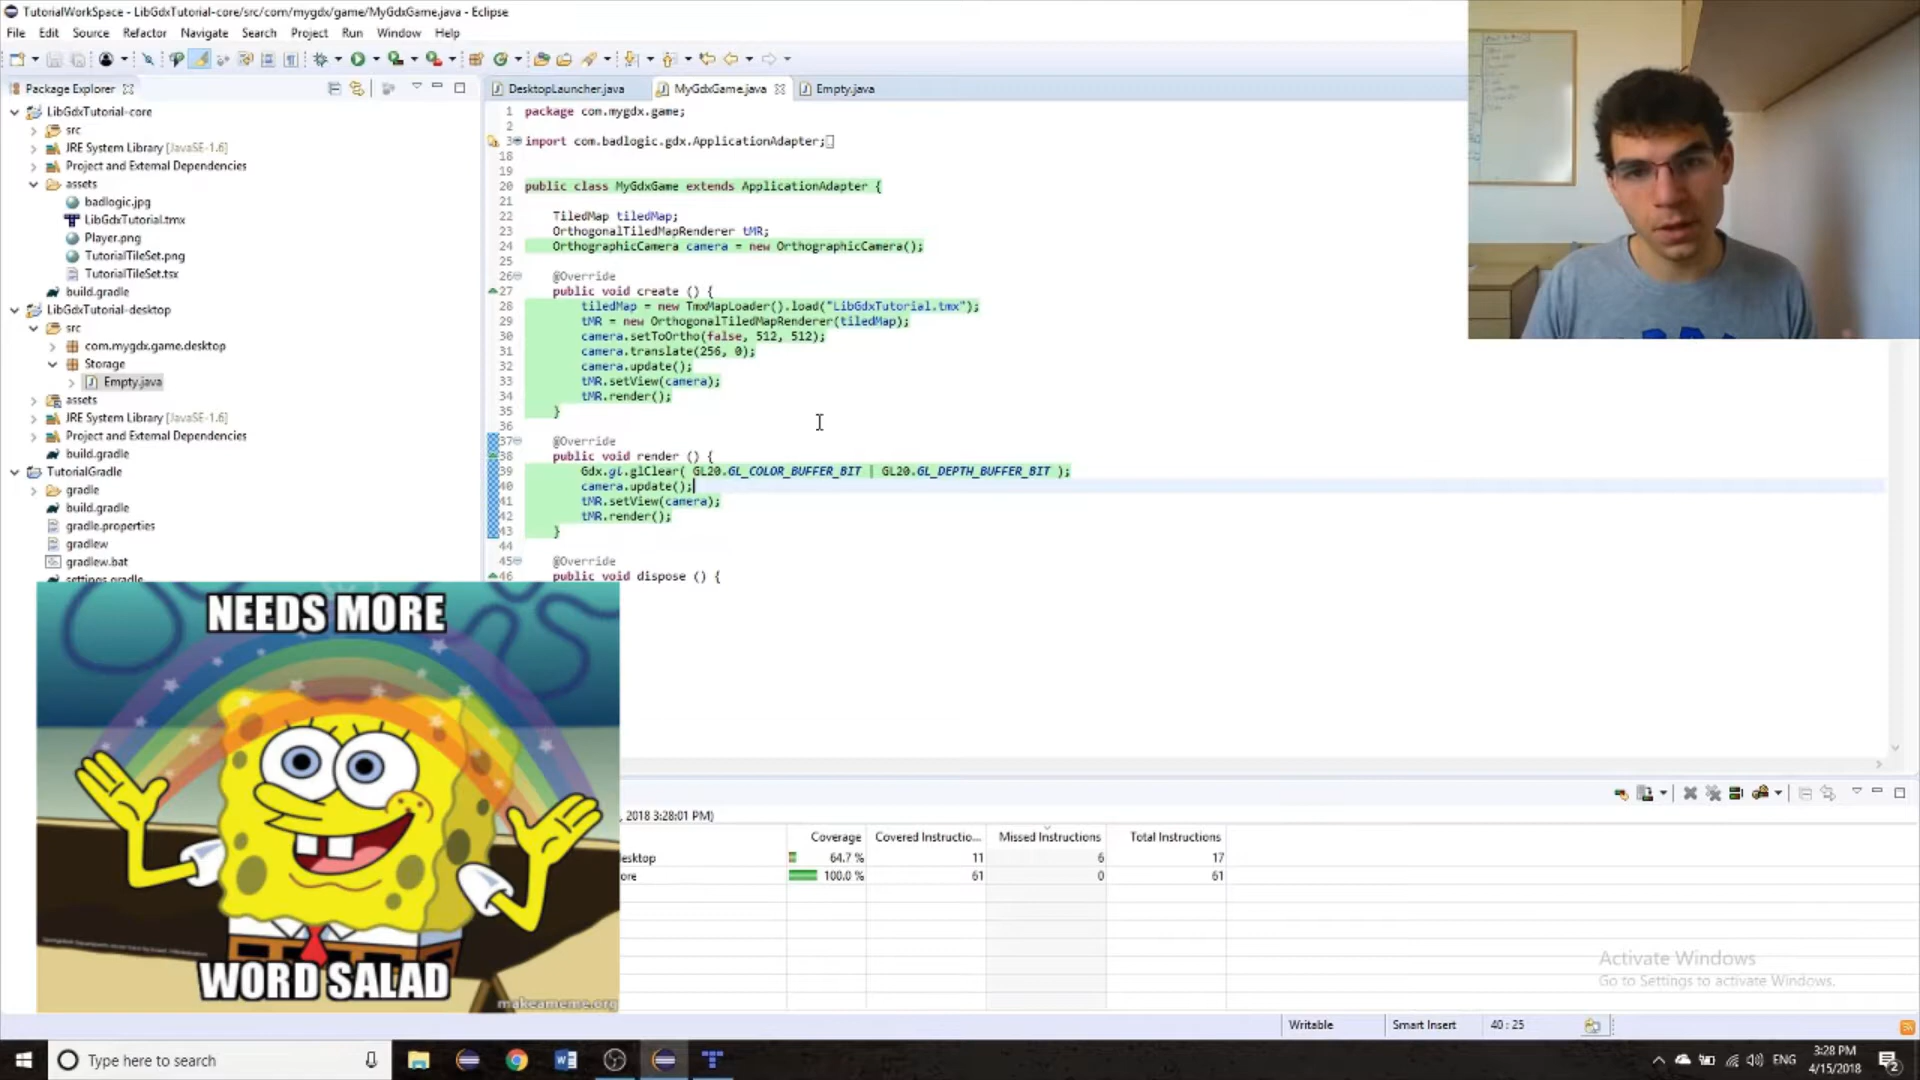 TutorialWorkSpace - LibGdxTutorial-core/src/com/mygdx/game/MyGdxGame.java - Eclipse
File Edit Source Refactor Navigate Search Project Run Window Help
Package Explorer
LibGdxTutorial-core
src
JRE System Library [JavaSE-1.6]
Project and External Dependencies
assets
badlogic.jpg
LibGdxTutorial.tmx
Player.png
TutorialTileSet.png
TutorialTileSet.tsx
build.gradle
LibGdxTutorial-desktop
src
com.mygdx.game.desktop
Storage
Empty.java
assets
JRE System Library [JavaSE-1.6]
Project and External Dependencies
build.gradle
TutorialGradle
gradle
build.gradle
gradle.properties
gradlew
gradlew.bat
settings.gradle
DesktopLauncher.java MyGdxGame.java Empty.java
1 package com.mygdx.game;
2
3 import com.badlogic.gdx.ApplicationAdapter;
18
19
20 public class MyGdxGame extends ApplicationAdapter {
21
22 TiledMap tiledMap;
23 OrthogonalTiledMapRenderer tMR;
24 OrthographicCamera camera = new OrthographicCamera();
25
26 @Override
27 public void create () {
28 tiledMap = new TmxMapLoader().load("LibGdxTutorial.tmx");
29 tMR = new OrthogonalTiledMapRenderer(tiledMap);
30 camera.setToOrtho(false, 512, 512);
31 camera.translate(256, 0);
32 camera.update();
33 tMR.setView(camera);
34 tMR.render();
35 }
36
37 @Override
38 public void render () {
39 Gdx.gl.glClear( GL20.GL_COLOR_BUFFER_BIT | GL20.GL_DEPTH_BUFFER_BIT );
40 camera.update();
41 tMR.setView(camera);
42 tMR.render();
43 }
44
45 @Override
46 public void dispose () {
NEEDS MORE
WORD SALAD
makeameme.org
, 2018 3:28:01 PM)
Coverage Covered Instructio... Missed Instructions Total Instructions
esktop 64.7 % 11 6 17
ore 100.0 % 61 0 61
Activate Windows
Go to Settings to activate Windows.
Writable Smart Insert 40 : 25
Type here to search
ENG
3:28 PM
4/15/2018
2